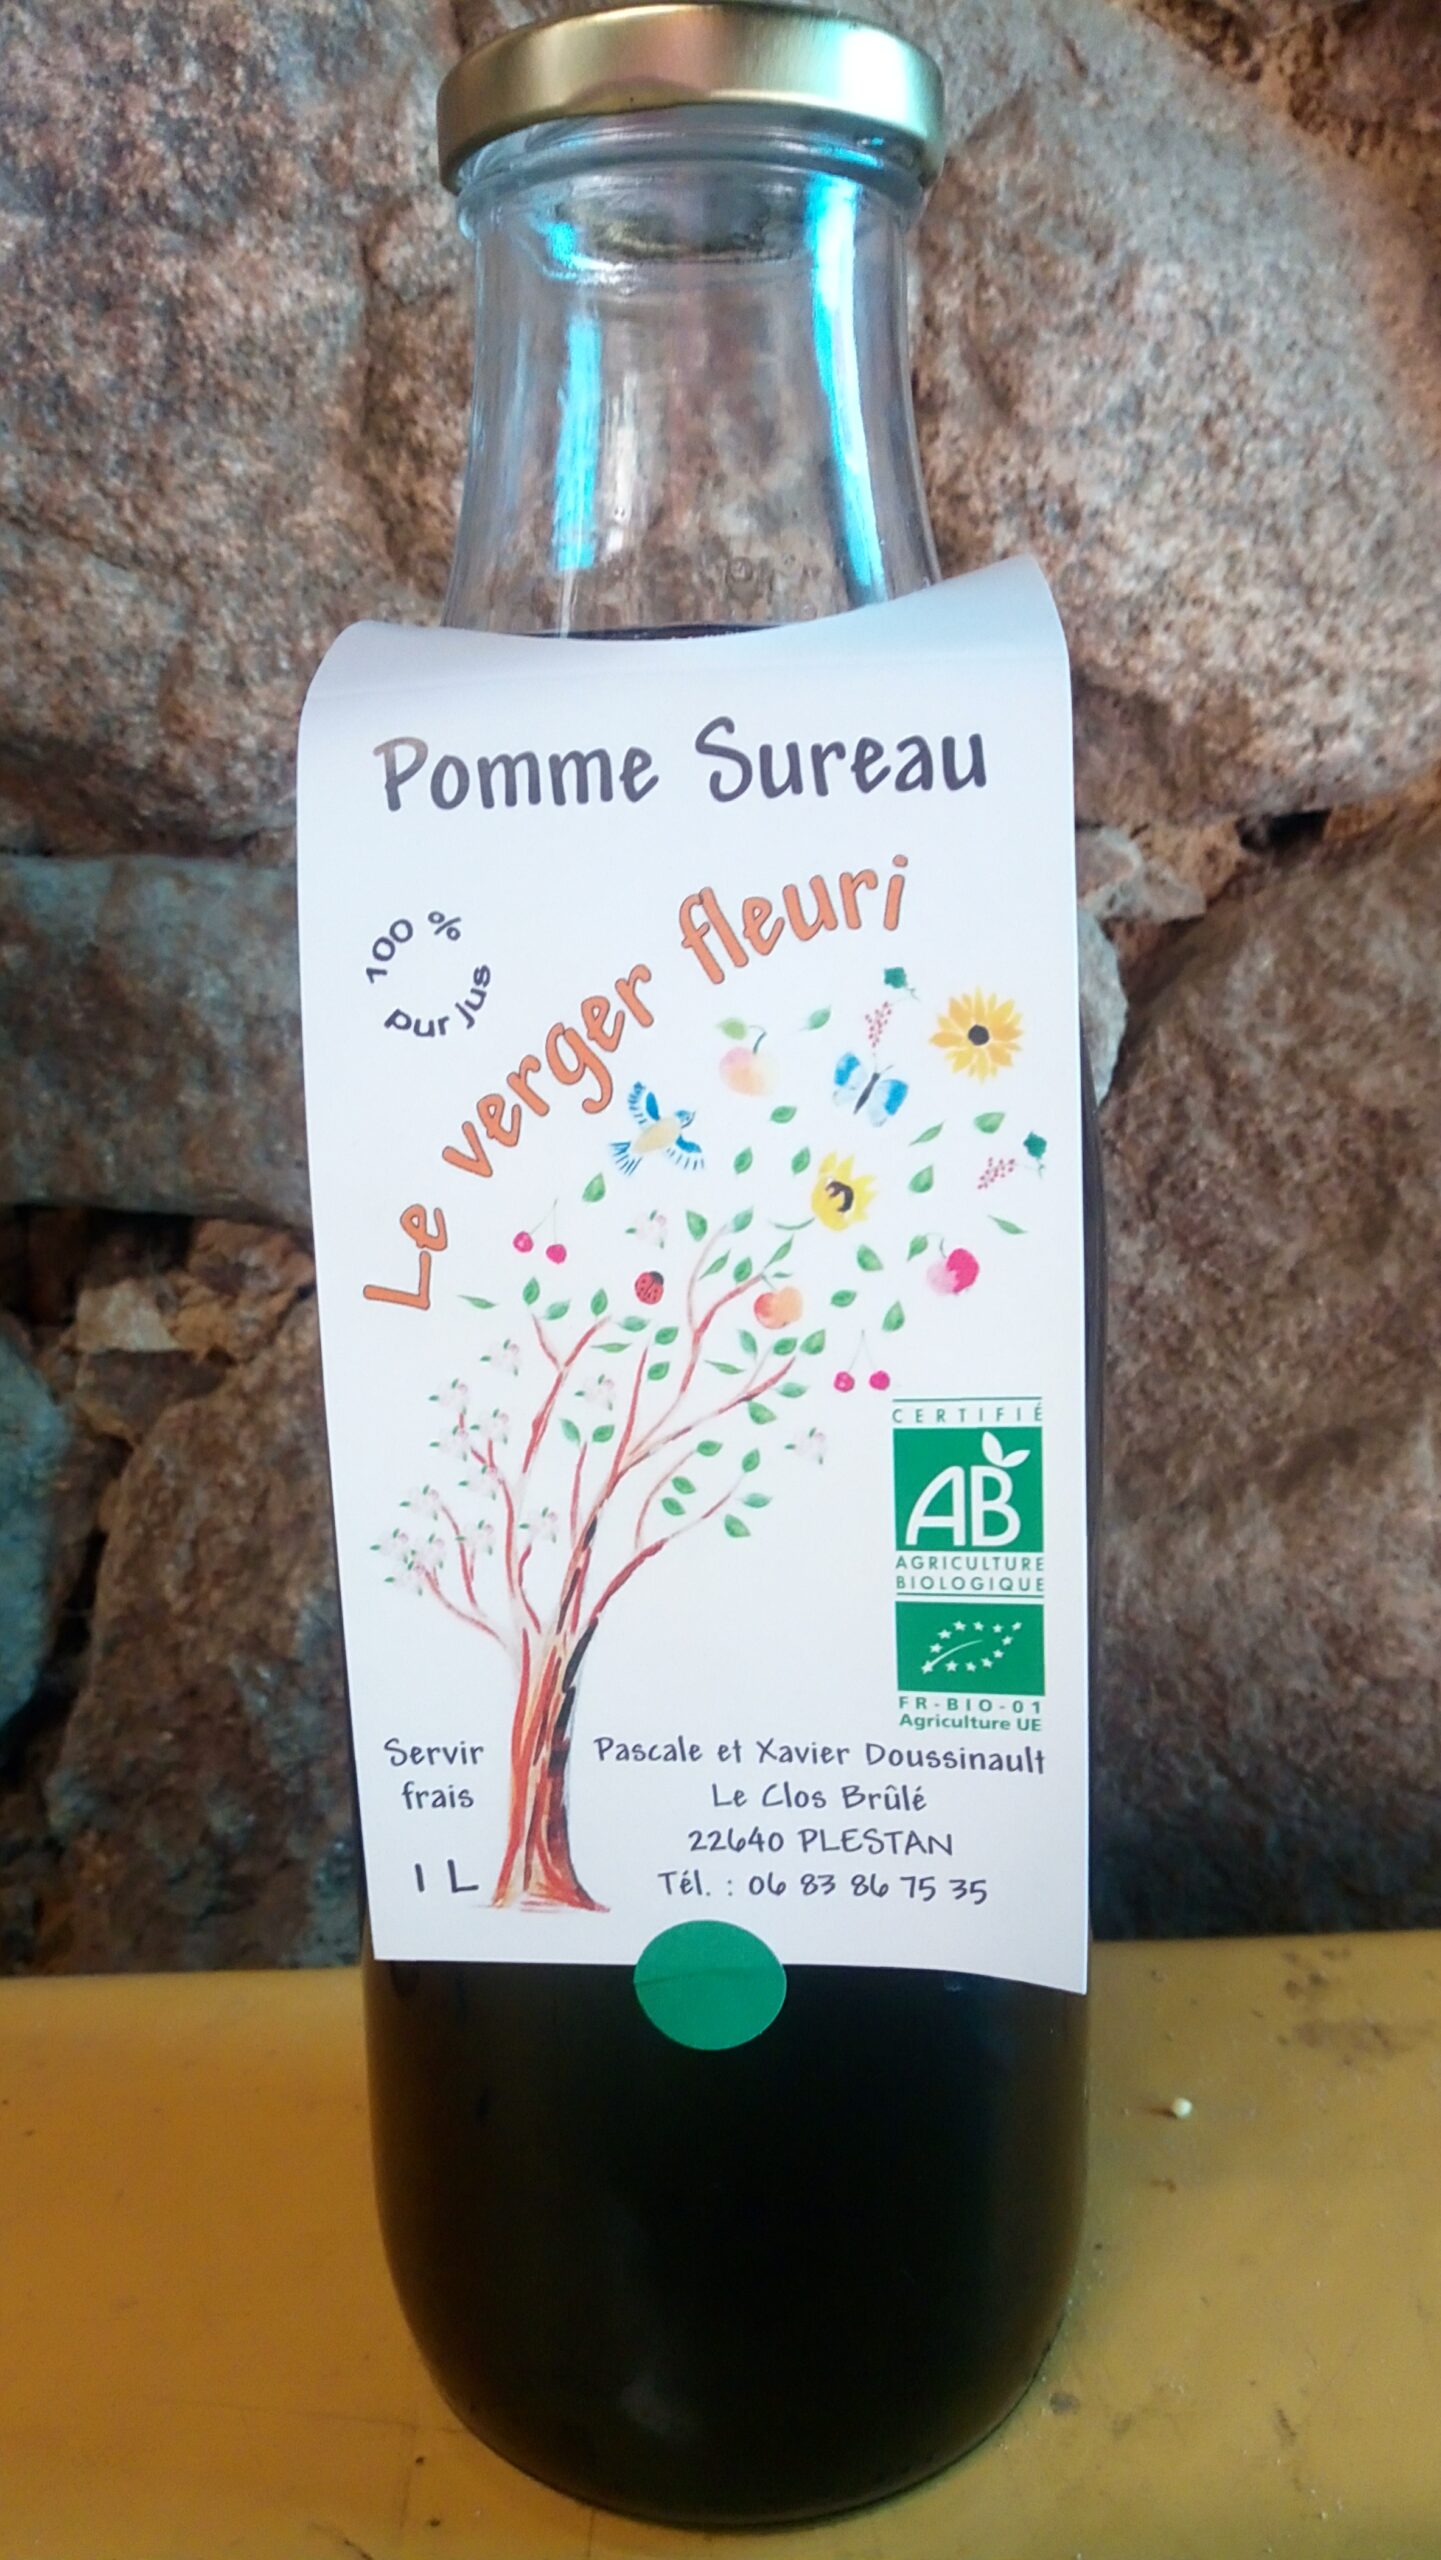 Pomme Sureau
100 %
pur jus
Le verger fleuri
CERTIFIÉ
AB
AGRICULTURE
BIOLOGIQUE
FR-BIO-01
Agriculture UE
Servir
frais
1 L
Pascale et Xavier Doussinault
Le Clos Brûlé
22640 PLESTAN
Tél. : 06 83 86 75 35